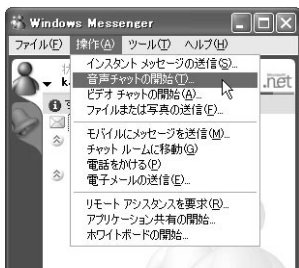 Windows Messenger
ファイル(F) 操作(A) ツール(T) ヘルプ(H)
インスタント メッセージの送信(S)...
音声チャットの開始(T)...
ビデオ チャットの開始(A)...
ファイルまたは写真の送信(F)...
モバイルにメッセージを送信(M)...
チャット ルームに移動(G)
電話をかける(P)
電子メールの送信(E)...
リモート アシスタンスを要求(R)...
アプリケーション共有の開始...
ホワイトボードの開始...
.net